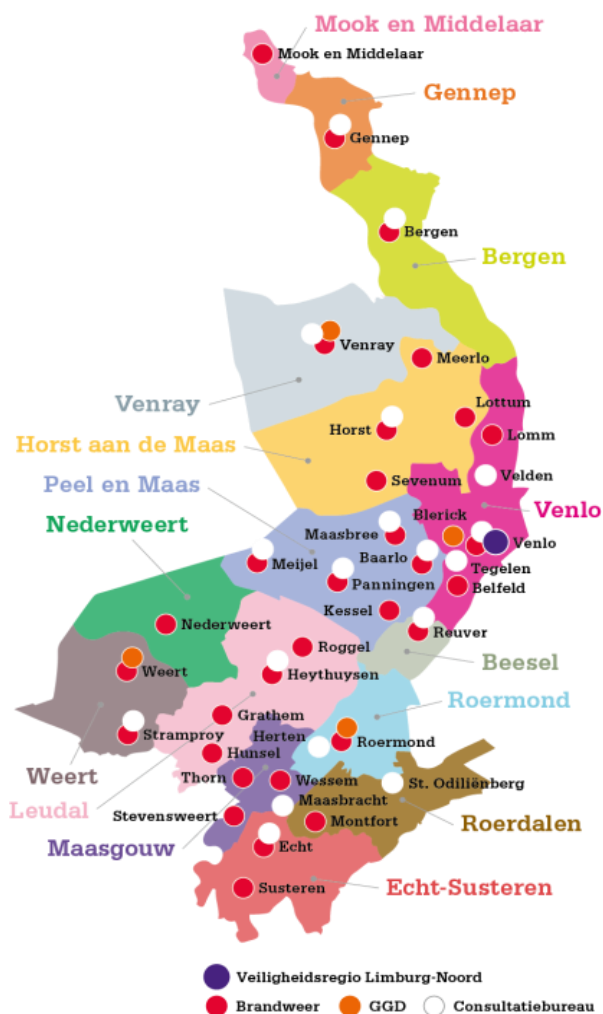 Mook en Middelaar
Mook en Middelaar
Gennep
Gennep
Bergen
Bergen
Venray
Meerlo
Venray
Lottum
Horst
Lomm
Horst aan de Maas
Sevenum
Velden
Peel en Maas
Blerick
Venlo
Nederweert
Maasbree
Venlo
Baarlo
Meijel
Tegelen
Panningen
Belfeld
Kessel
Nederweert
Reuver
Roggel
Beesel
Weert
Heythuysen
Roermond
Grathem
Stramproy
Herten
Roermond
Hunsel
Weert
Thorn
Wessem
St. Odiliënberg
Leudal
Maasbracht
Stevensweert
Montfort
Roerdalen
Maasgouw
Echt
Susteren
Echt-Susteren
Veiligheidsregio Limburg-Noord
Brandweer
GGD
Consultatiebureau